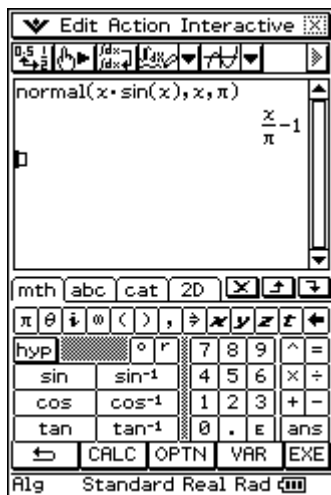 Edit Action Interactive
normal(x·sin(x),x,π)
x/π-1
mth abc cat 2D
π θ i ∞ ( ) , ⇒ x y z t ←
hyp ° r 7 8 9 ^ =
sin sin⁻¹ 4 5 6 × ÷
cos cos⁻¹ 1 2 3 + -
tan tan⁻¹ 0 . E ans
CALC OPTN VAR EXE
Alg Standard Real Rad